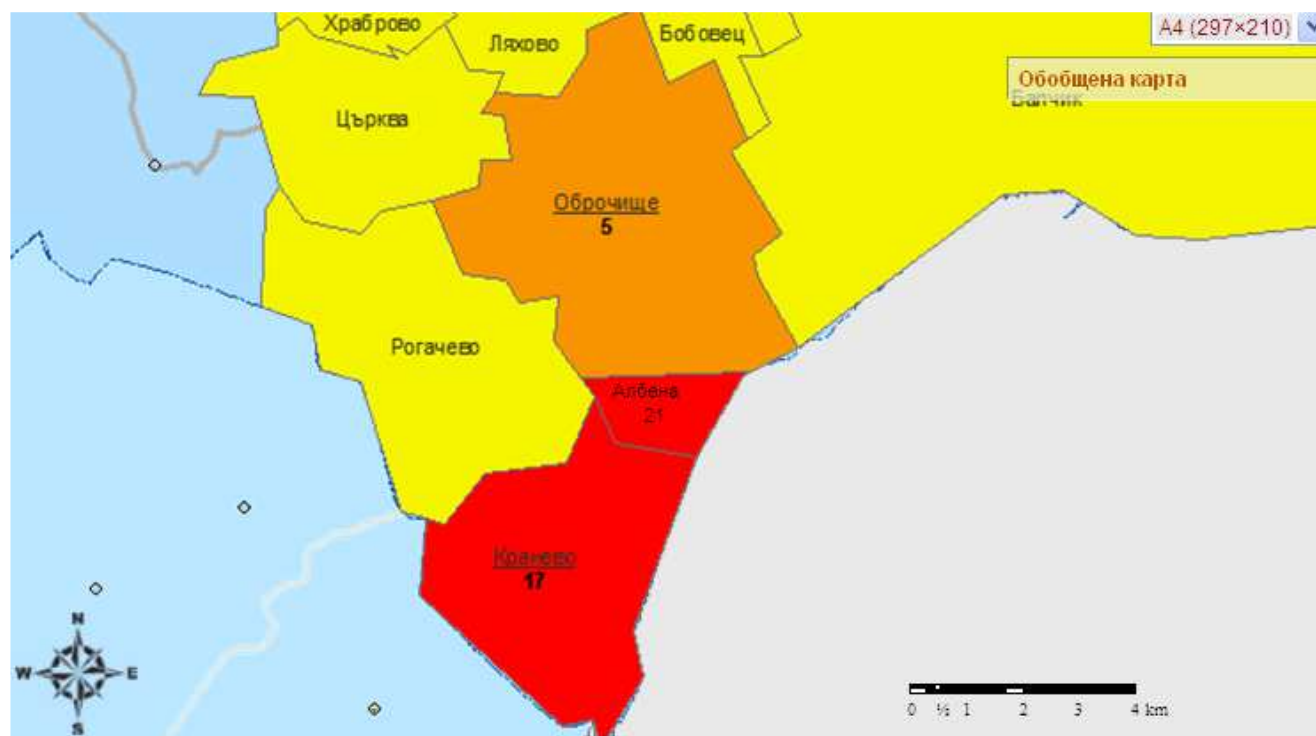 Храброво
Ляхово
Бобовец
A4 (297×210)
Обобщена карта
Балчик
Църква
Оброчище
5
Рогачево
Албена
21
Кранево
17
N
W E
S
0 ½ 1 2 3 4 km